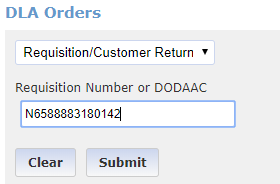 DLA Orders
Requisition/Customer Return
Requisition Number or DODAAC
N6588883180142
Clear Submit